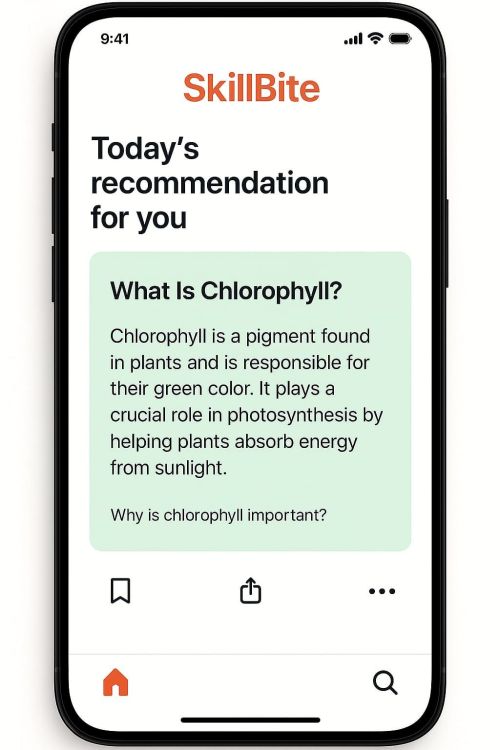 9:41
SkillBite
Today’s
recommendation
for you
What Is Chlorophyll?
Chlorophyll is a pigment found
in plants and is responsible for
their green color. It plays a
crucial role in photosynthesis by
helping plants absorb energy
from sunlight.
Why is chlorophyll important?